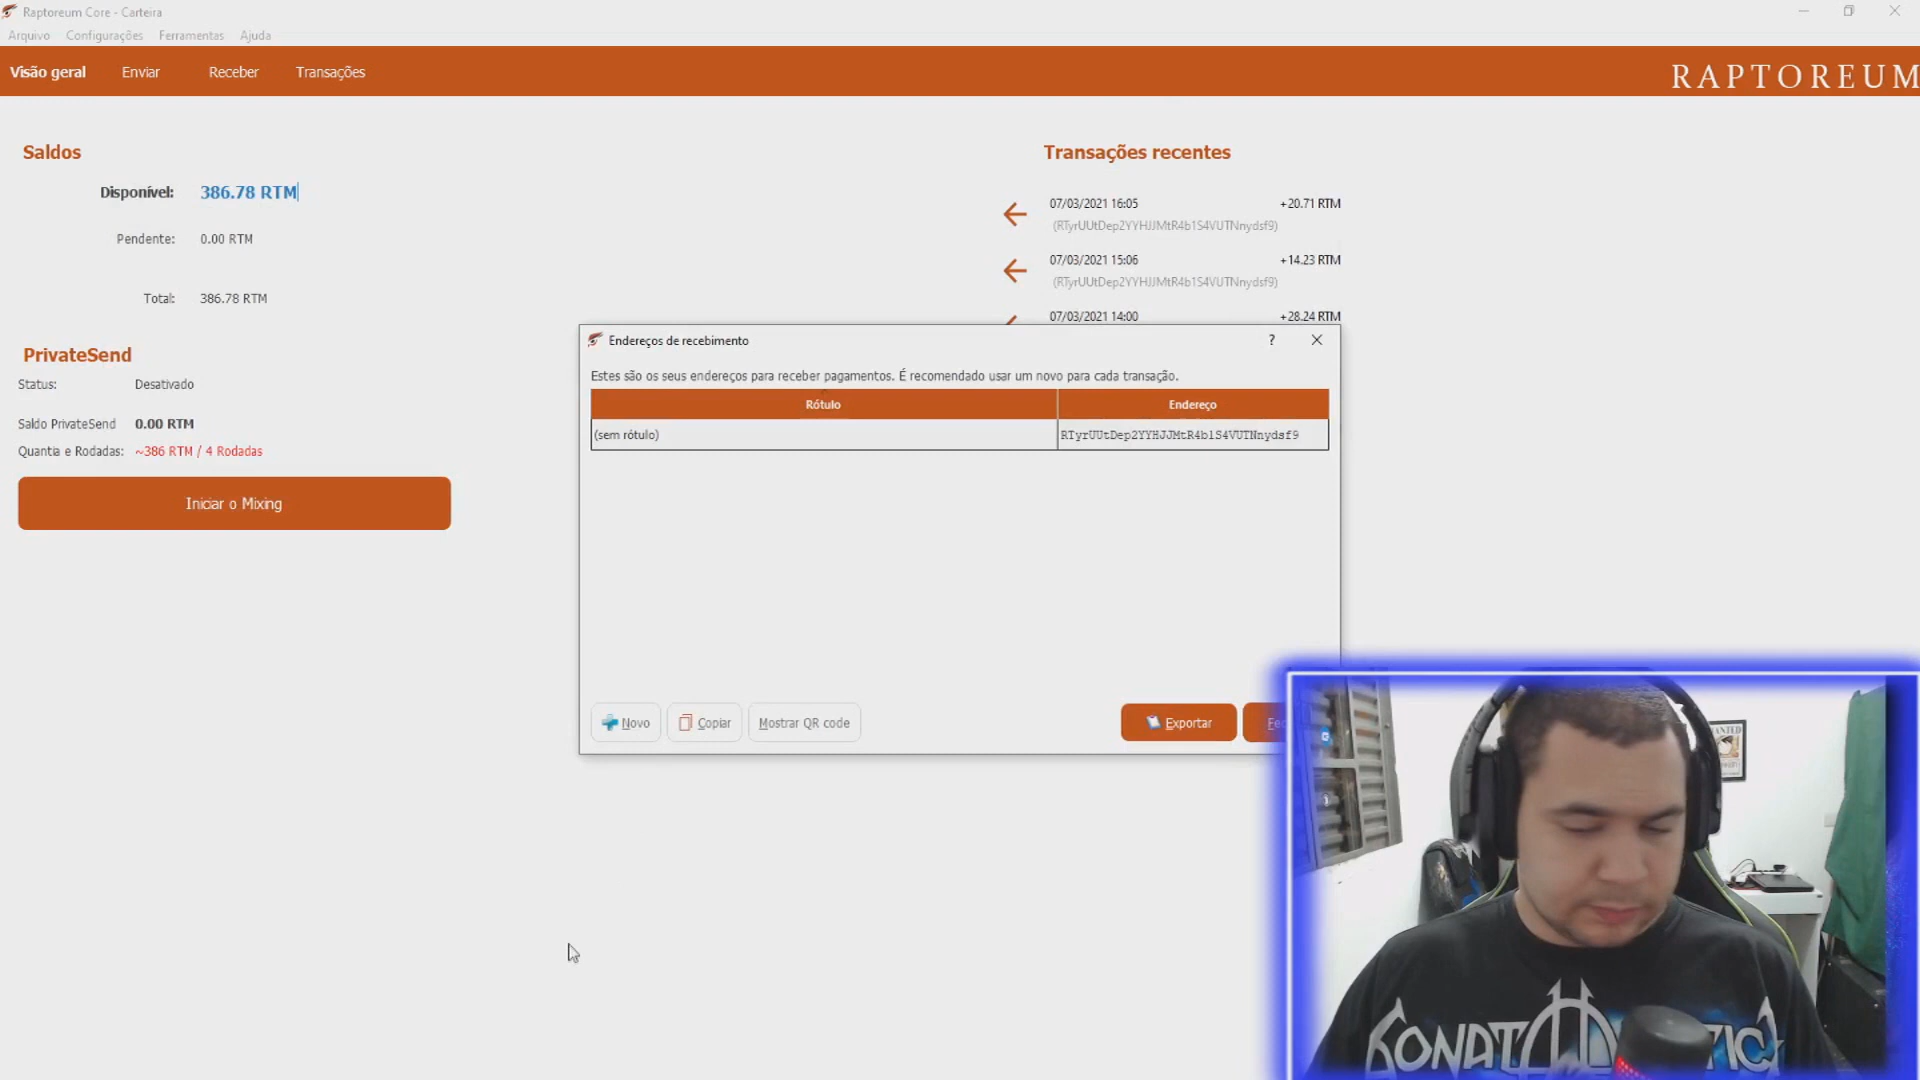 Raptoreum Core - Carteira
Arquivo Configurações Ferramentas Ajuda
Visão geral Enviar Receber Transações
RAPTOREUM
Saldos
Disponível: 386.78 RTM
Pendente: 0.00 RTM
Total: 386.78 RTM
PrivateSend
Status: Desativado
Saldo PrivateSend 0.00 RTM
Quantia e Rodadas: ~386 RTM / 4 Rodadas
Iniciar o Mixing
Transações recentes
07/03/2021 16:05 +20.71 RTM
(RTyrUUtDep2YYHJJMtR4b1S4VUTNnydsf9)
07/03/2021 15:06 +14.23 RTM
(RTyrUUtDep2YYHJJMtR4b1S4VUTNnydsf9)
07/03/2021 14:00 +28.24 RTM
Endereços de recebimento
?
Estes são os seus endereços para receber pagamentos. É recomendado usar um novo para cada transação.
Rótulo Endereço
(sem rótulo) RTyrUUtDep2YYHJJMtR4b1S4VUTNnydsf9
Novo Copiar Mostrar QR code Exportar
WANTED